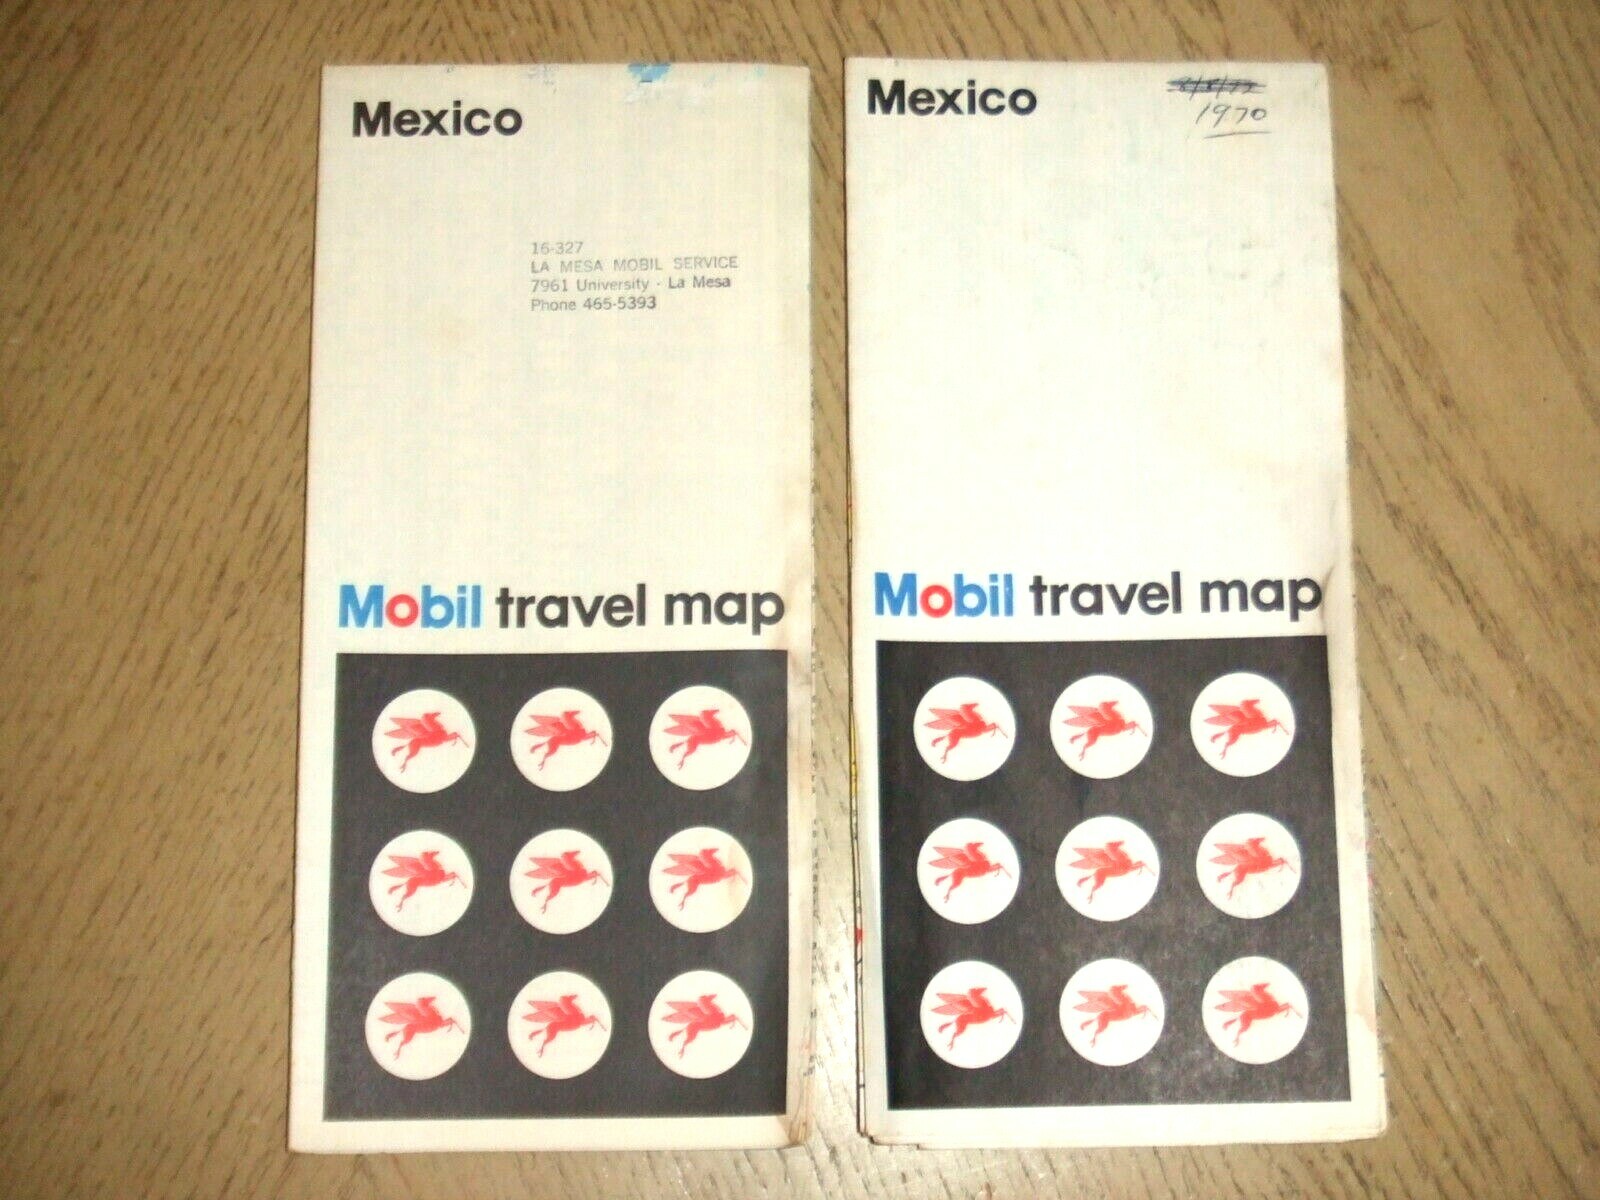 Mexico
16-327
LA MESA MOBIL SERVICE
7961 University - La Mesa
Phone 465-5393
Mobil travel map
Mexico
1970
Mobil travel map